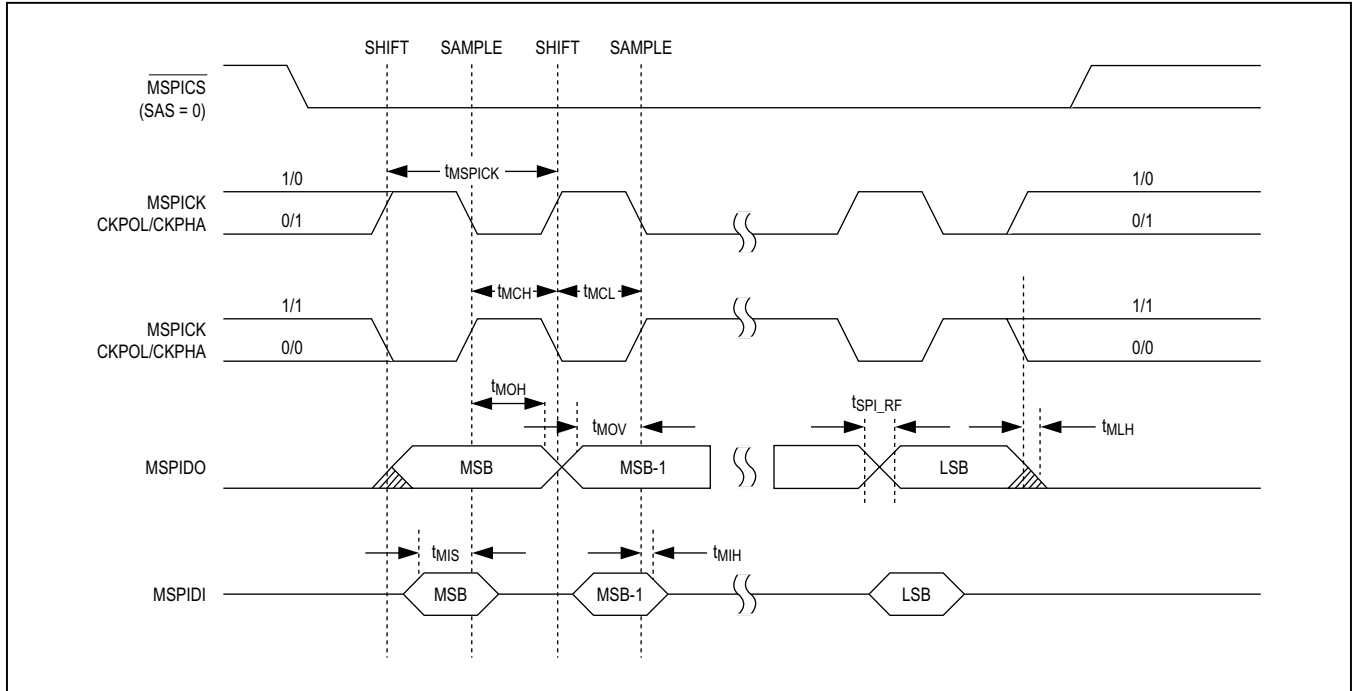 SHIFT SAMPLE SHIFT SAMPLE
MSPICS
(SAS = 0)
tMSPICK
1/0 1/0
MSPICK
CKPOL/CKPHA 0/1 0/1
tMCH tMCL
1/1 1/1
MSPICK
CKPOL/CKPHA 0/0 0/0
tMOH tSPI_RF
tMOV tMLH
MSPIDO MSB MSB-1 LSB
tMIS tMIH
MSPIDI MSB MSB-1 LSB